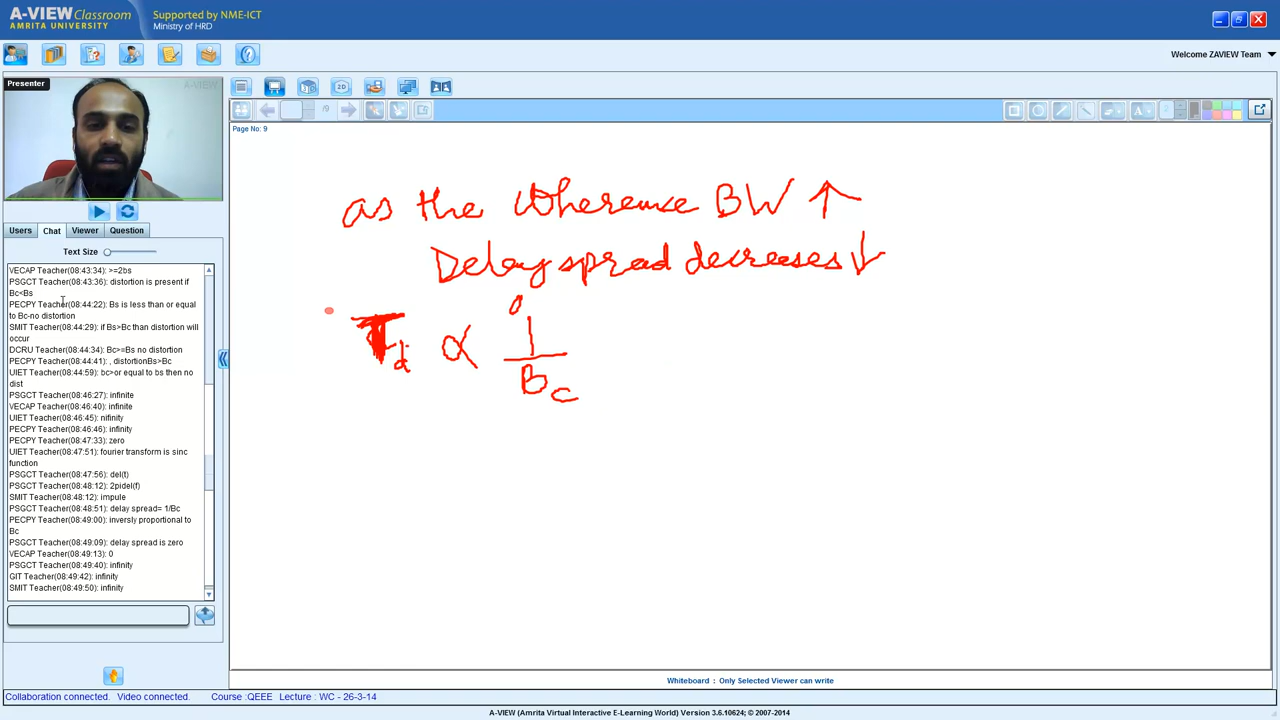 A-VIEW Classroom
AMRITA UNIVERSITY
Supported by NME-ICT
Ministry of HRD
Welcome ZAVIEW Team
Presenter
A-VIEW
2D
/9
Page No: 9
as the Coherence BW ↑
Delay spread decreases ↓
T d ∝ 1 / B c
Users Chat Viewer Question
Text Size
VECAP Teacher(08:43:34): >=2bs
PSGCT Teacher(08:43:36): distortion is present if
Bc<Bs
PECPY Teacher(08:44:22): Bs is less than or equal
to Bc-no distortion
SMIT Teacher(08:44:29): if Bs>Bc than distortion will
occur
DCRU Teacher(08:44:34): Bc>=Bs no distortion
PECPY Teacher(08:44:41): , distortionBs>Bc
UIET Teacher(08:44:59): bc>or equal to bs then no
dist
PSGCT Teacher(08:46:27): infinite
VECAP Teacher(08:46:40): infinite
UIET Teacher(08:46:45): nifinity
PECPY Teacher(08:46:46): infinity
PECPY Teacher(08:47:33): zero
UIET Teacher(08:47:51): fourier transform is sinc
function
PSGCT Teacher(08:47:56): del(t)
PSGCT Teacher(08:48:12): 2pidel(f)
SMIT Teacher(08:48:12): impule
PSGCT Teacher(08:48:51): delay spread= 1/Bc
PECPY Teacher(08:49:00): inversly proportional to
Bc
PSGCT Teacher(08:49:09): delay spread is zero
VECAP Teacher(08:49:13): 0
PSGCT Teacher(08:49:40): infinity
GIT Teacher(08:49:42): infinity
SMIT Teacher(08:49:50): infinity
Whiteboard : Only Selected Viewer can write
Collaboration connected. Video connected. Course :QEEE Lecture : WC - 26-3-14
A-VIEW (Amrita Virtual Interactive E-Learning World) Version 3.6.10624; © 2007-2014